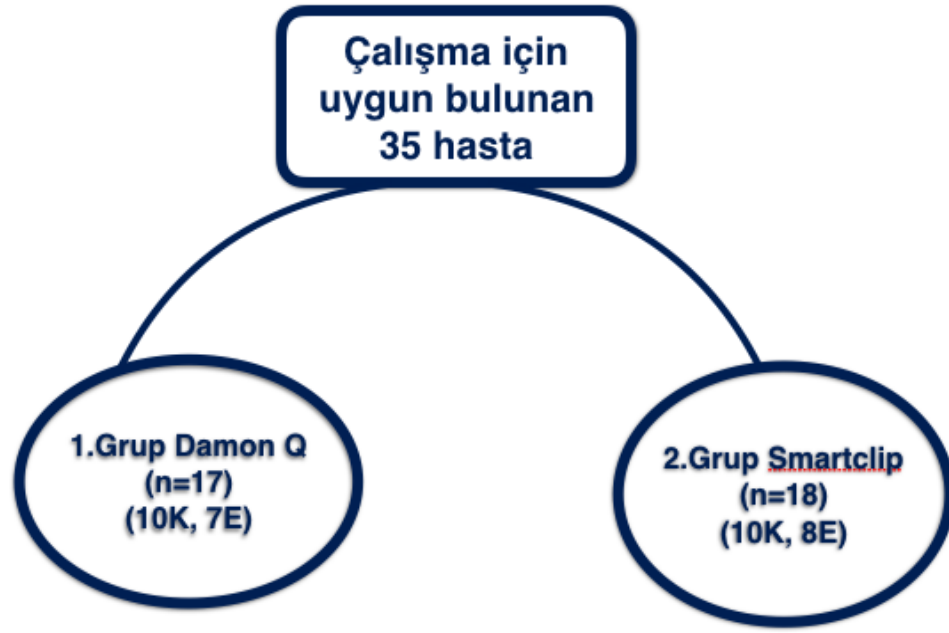 Çalışma için
uygun bulunan
35 hasta
1.Grup Damon Q
(n=17)
(10K, 7E)
2.Grup Smartclip
(n=18)
(10K, 8E)